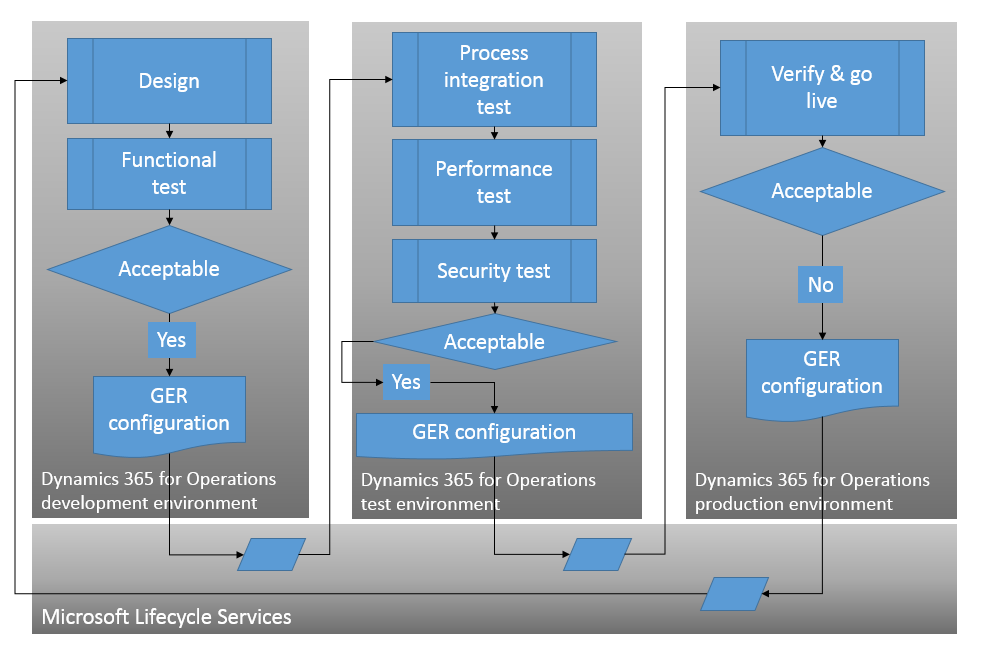 Design
Functional
test
Acceptable
Yes
GER
configuration
Dynamics 365 for Operations
development environment
Process
integration
test
Performance
test
Security test
Acceptable
Yes
GER configuration
Dynamics 365 for Operations
test environment
Verify & go
live
Acceptable
No
GER
configuration
Dynamics 365 for Operations
production environment
Microsoft Lifecycle Services